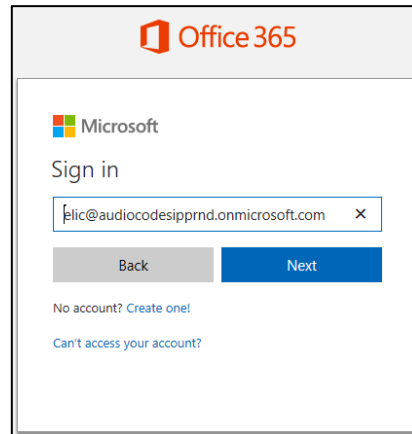 Office 365
Microsoft
Sign in
elic@audiocodesipprnd.onmicrosoft.com
Back Next
No account? Create one!
Can't access your account?